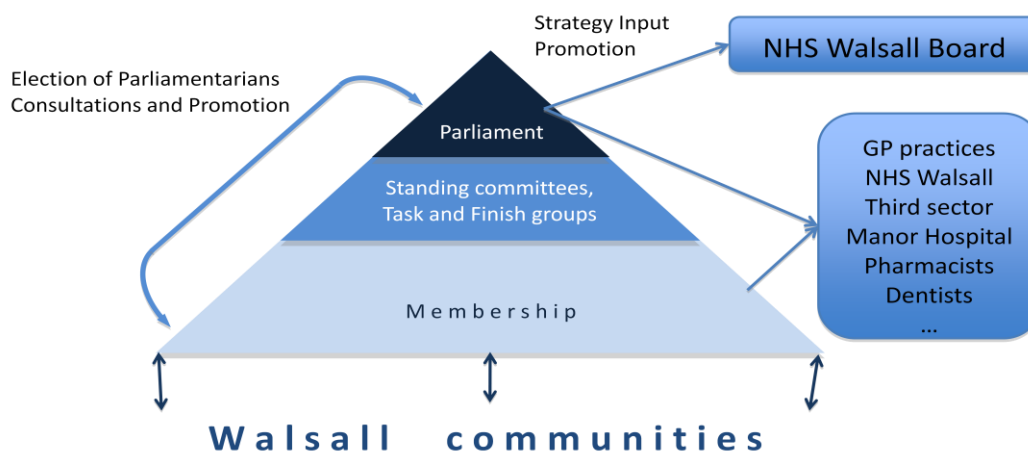 Strategy Input
Promotion
NHS Walsall Board
Election of Parliamentarians
Consultations and Promotion
Parliament
Standing committees,
Task and Finish groups
Membership
GP practices
NHS Walsall
Third sector
Manor Hospital
Pharmacists
Dentists
...
Walsall communities